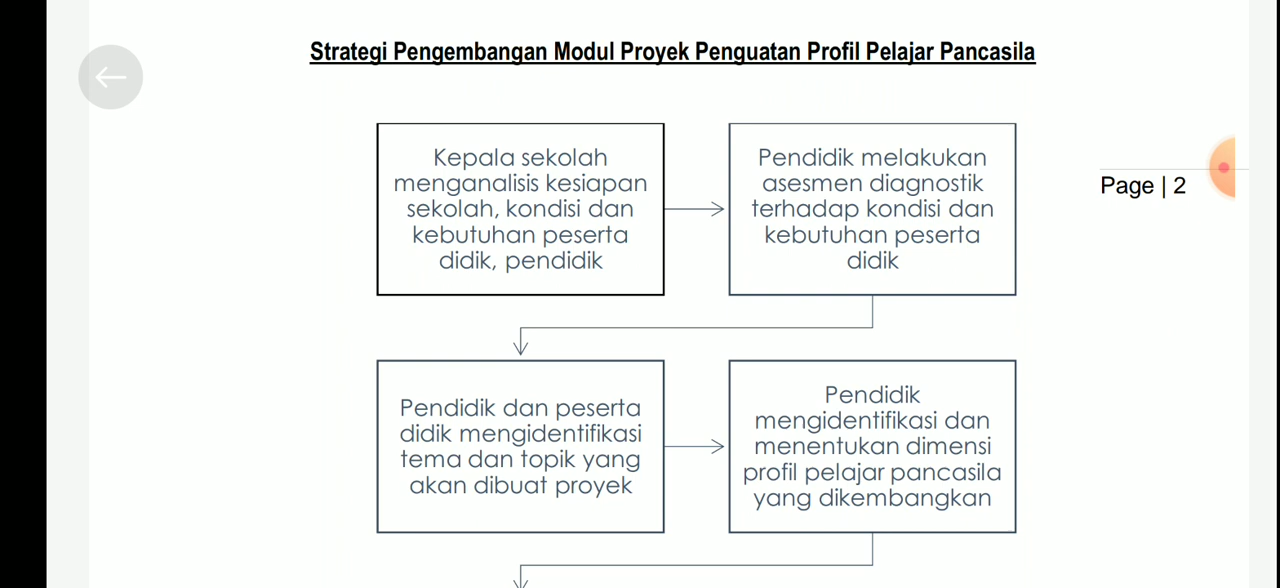 Strategi Pengembangan Modul Proyek Penguatan Profil Pelajar Pancasila
Kepala sekolah
menganalisis kesiapan
sekolah, kondisi dan
kebutuhan peserta
didik, pendidik
Pendidik melakukan
asesmen diagnostik
terhadap kondisi dan
kebutuhan peserta
didik
Page | 2
Pendidik dan peserta
didik mengidentifikasi
tema dan topik yang
akan dibuat proyek
Pendidik
mengidentifikasi dan
menentukan dimensi
profil pelajar pancasila
yang dikembangkan